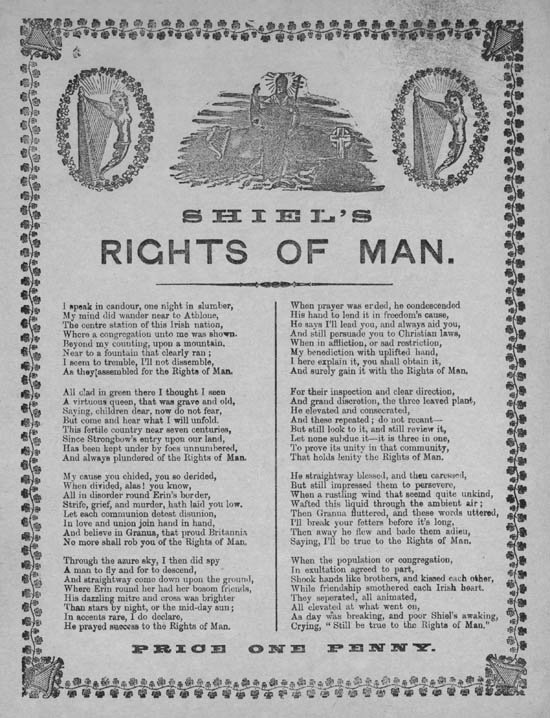 SHIEL'S
RIGHTS OF MAN.
I speak in candour, one night in slumber,
My mind did wander near to Athlone,
The centre station of this Irish nation,
Where a congregation unto me was shown.
Beyond my counting, upon a mountain,
Near to a fountain that clearly ran;
I seem to tremble, I'll not dissemble,
As they assembled for the Rights of Man.
All clad in green there I thought I seen
A virtuous queen, that was grave and old,
Saying, children dear, now do not fear,
But come and hear what I will unfold.
This fertile country near seven centuries,
Since Strongbow's entry upon our land,
Has been kept under by foes unnumbered,
And always plundered of the Rights of Man.
My cause you chided, you so derided,
When divided, alas! you know,
All in disorder round Erin's border,
Strife, grief, and murder, hath laid you low.
Let each communion detest disunion,
In love and union join hand in hand,
And believe in Granua, that proud Britannia
No more shall rob you of the Rights of Man.
Through the azure sky, I then did spy
A man to fly and for to descend,
And straightway come down upon the ground,
Where Erin round her had her bosom friends,
His dazzling mitre and cross was brighter
Than stars by night, or the mid-day sun;
In accents rare, I do declare,
He prayed success to the Rights of Man.
When prayer was erded, he condescended
His hand to lend it in freedom's cause,
He says I'll lead you, and always aid you,
And still persuade you to Christian laws,
When in affliction, or sad restriction,
My benediction with uplifted hand,
I here explain it, you shall obtain it,
And surely gain it with the Rights of Man.
For their inspection and clear direction,
And grand discretion, the three leaved plant,
He elevated and consecrated,
And these repeated; do not recant—
But still look to it, and still review it,
Let none subdue it—it is three in one,
To prove its unity in that community,
That holds lenity the Rights of Man.
He straightway blessed, and then caressed,
But still impressed them to persevere,
When a rustling wind that seemd quite unkind,
Wafted this liquid through the ambient air;
Then Granua fluttered, and these words uttered,
I'll break your fetters before it's long,
Then away he flew and bade them adieu,
Saying, I'll be true to the Rights of Man.
When the population or congregation,
In exultation agreed to part,
Shook hands like brothers, and kissed each other,
While friendship smothered each Irish heart.
They seperated, all animated,
All elevated at what went on,
As day was breaking, and poor Shiel's awaking,
Crying, "Still be true to the Rights of Man."
PRICE ONE PENNY.